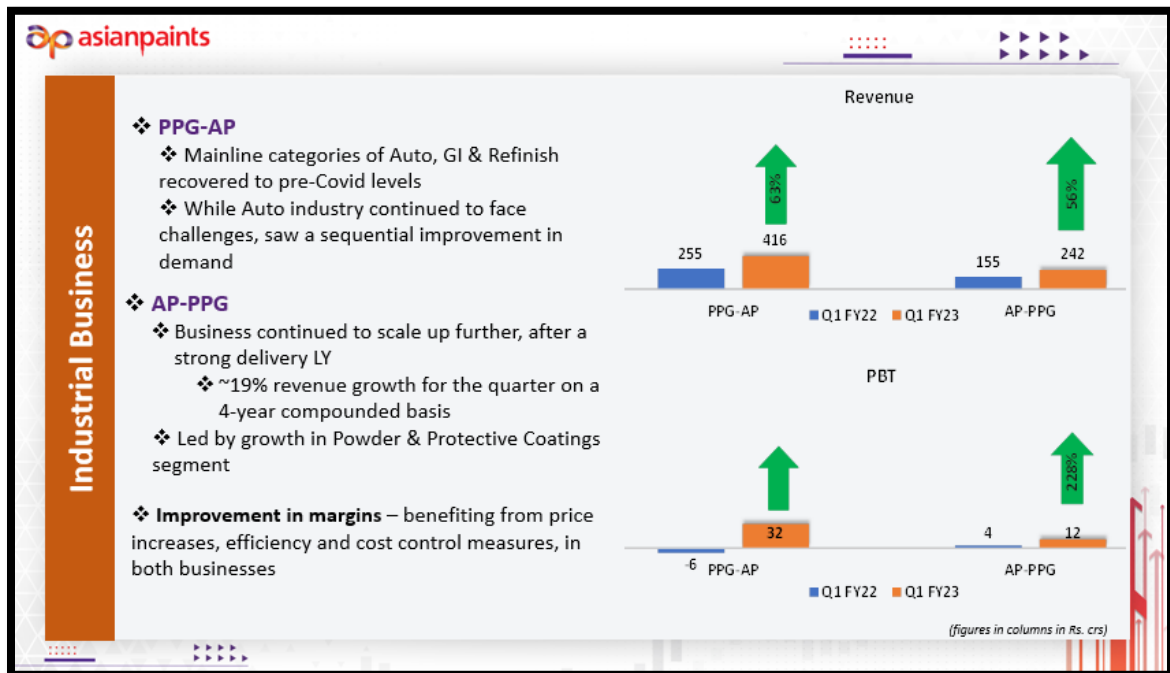 asianpaints
Industrial Business
❖ PPG-AP
❖ Mainline categories of Auto, GI & Refinish
recovered to pre-Covid levels
❖ While Auto industry continued to face
challenges, saw a sequential improvement in
demand
❖ AP-PPG
❖ Business continued to scale up further, after a
strong delivery LY
❖ ~19% revenue growth for the quarter on a
4-year compounded basis
❖ Led by growth in Powder & Protective Coatings
segment
❖ Improvement in margins – benefiting from price
increases, efficiency and cost control measures, in
both businesses
Revenue
63%
56%
255
416
155
242
PPG-AP
Q1 FY22
Q1 FY23
AP-PPG
PBT
228%
32
4
12
-6
PPG-AP
AP-PPG
Q1 FY22
Q1 FY23
(figures in columns in Rs. crs)